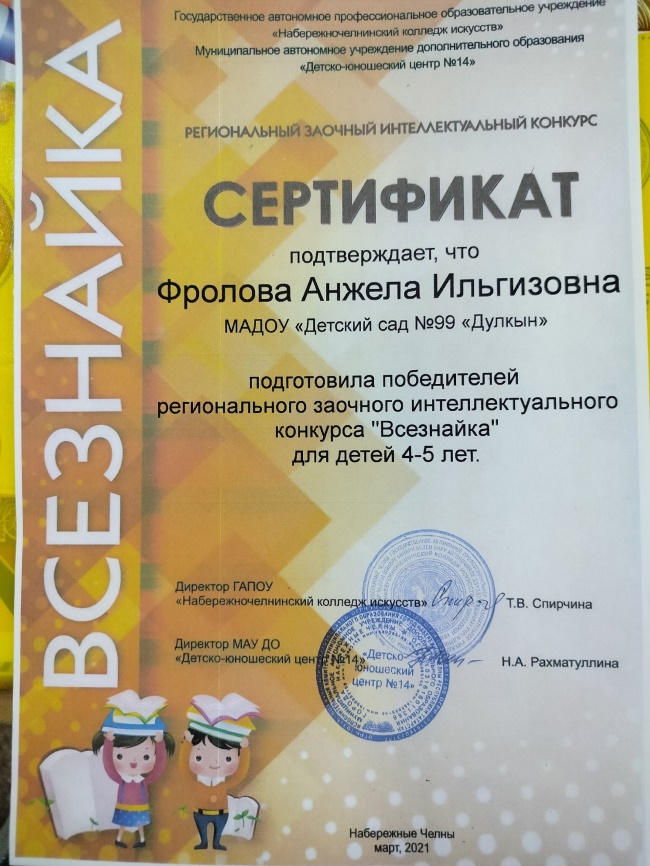 Государственное автономное профессиональное образовательное учреждение
«Набережночелнинский колледж искусств»
Муниципальное автономное учреждение дополнительного образования
«Детско-юношеский центр №14»
ВСЕЗНАЙКА
РЕГИОНАЛЬНЫЙ ЗАОЧНЫЙ ИНТЕЛЛЕКТУАЛЬНЫЙ КОНКУРС
СЕРТИФИКАТ
подтверждает, что
Фролова Анжела Ильгизовна
МАДОУ «Детский сад №99 «Дулкын»
подготовила победителей
регионального заочного интеллектуального
конкурса "Всезнайка"
для детей 4-5 лет.
Директор ГАПОУ
«Набережночелнинский колледж искусств» Т.В. Спирчина
Директор МАУ ДО
«Детско-юношеский центр №14» Н.А. Рахматуллина
«Детско-
юношеский
центр №14»
Набережные Челны
март, 2021